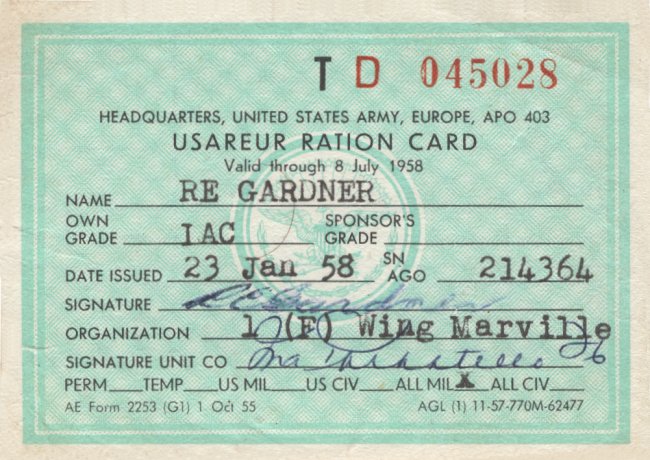 T D 045028
HEADQUARTERS, UNITED STATES ARMY, EUROPE, APO 403
USAREUR RATION CARD
Valid through 8 July 1958
NAME RE GARDNER
OWN GRADE IAC SPONSOR'S GRADE
DATE ISSUED 23 Jan 58 SN AGO 214364
SIGNATURE RE Gardner
ORGANIZATION 1 (F) Wing Marville
SIGNATURE UNIT CO
PERM TEMP US MIL US CIV ALL MIL X ALL CIV
AE Form 2253 (G1) 1 Oct 55 AGL (1) 11-57-770M-62477